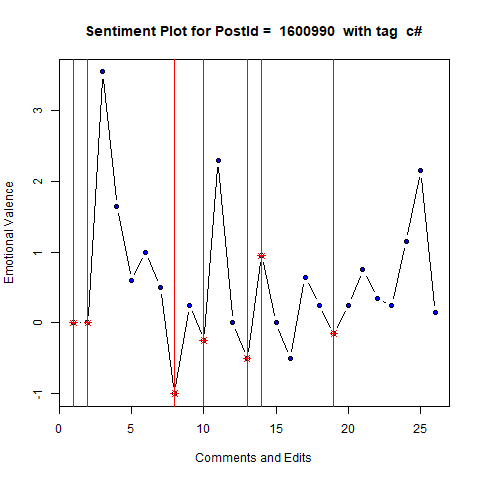 Sentiment Plot for PostId = 1600990 with tag c#
Emotional Valence
3
2
1
0
-1
0 5 10 15 20 25
Comments and Edits